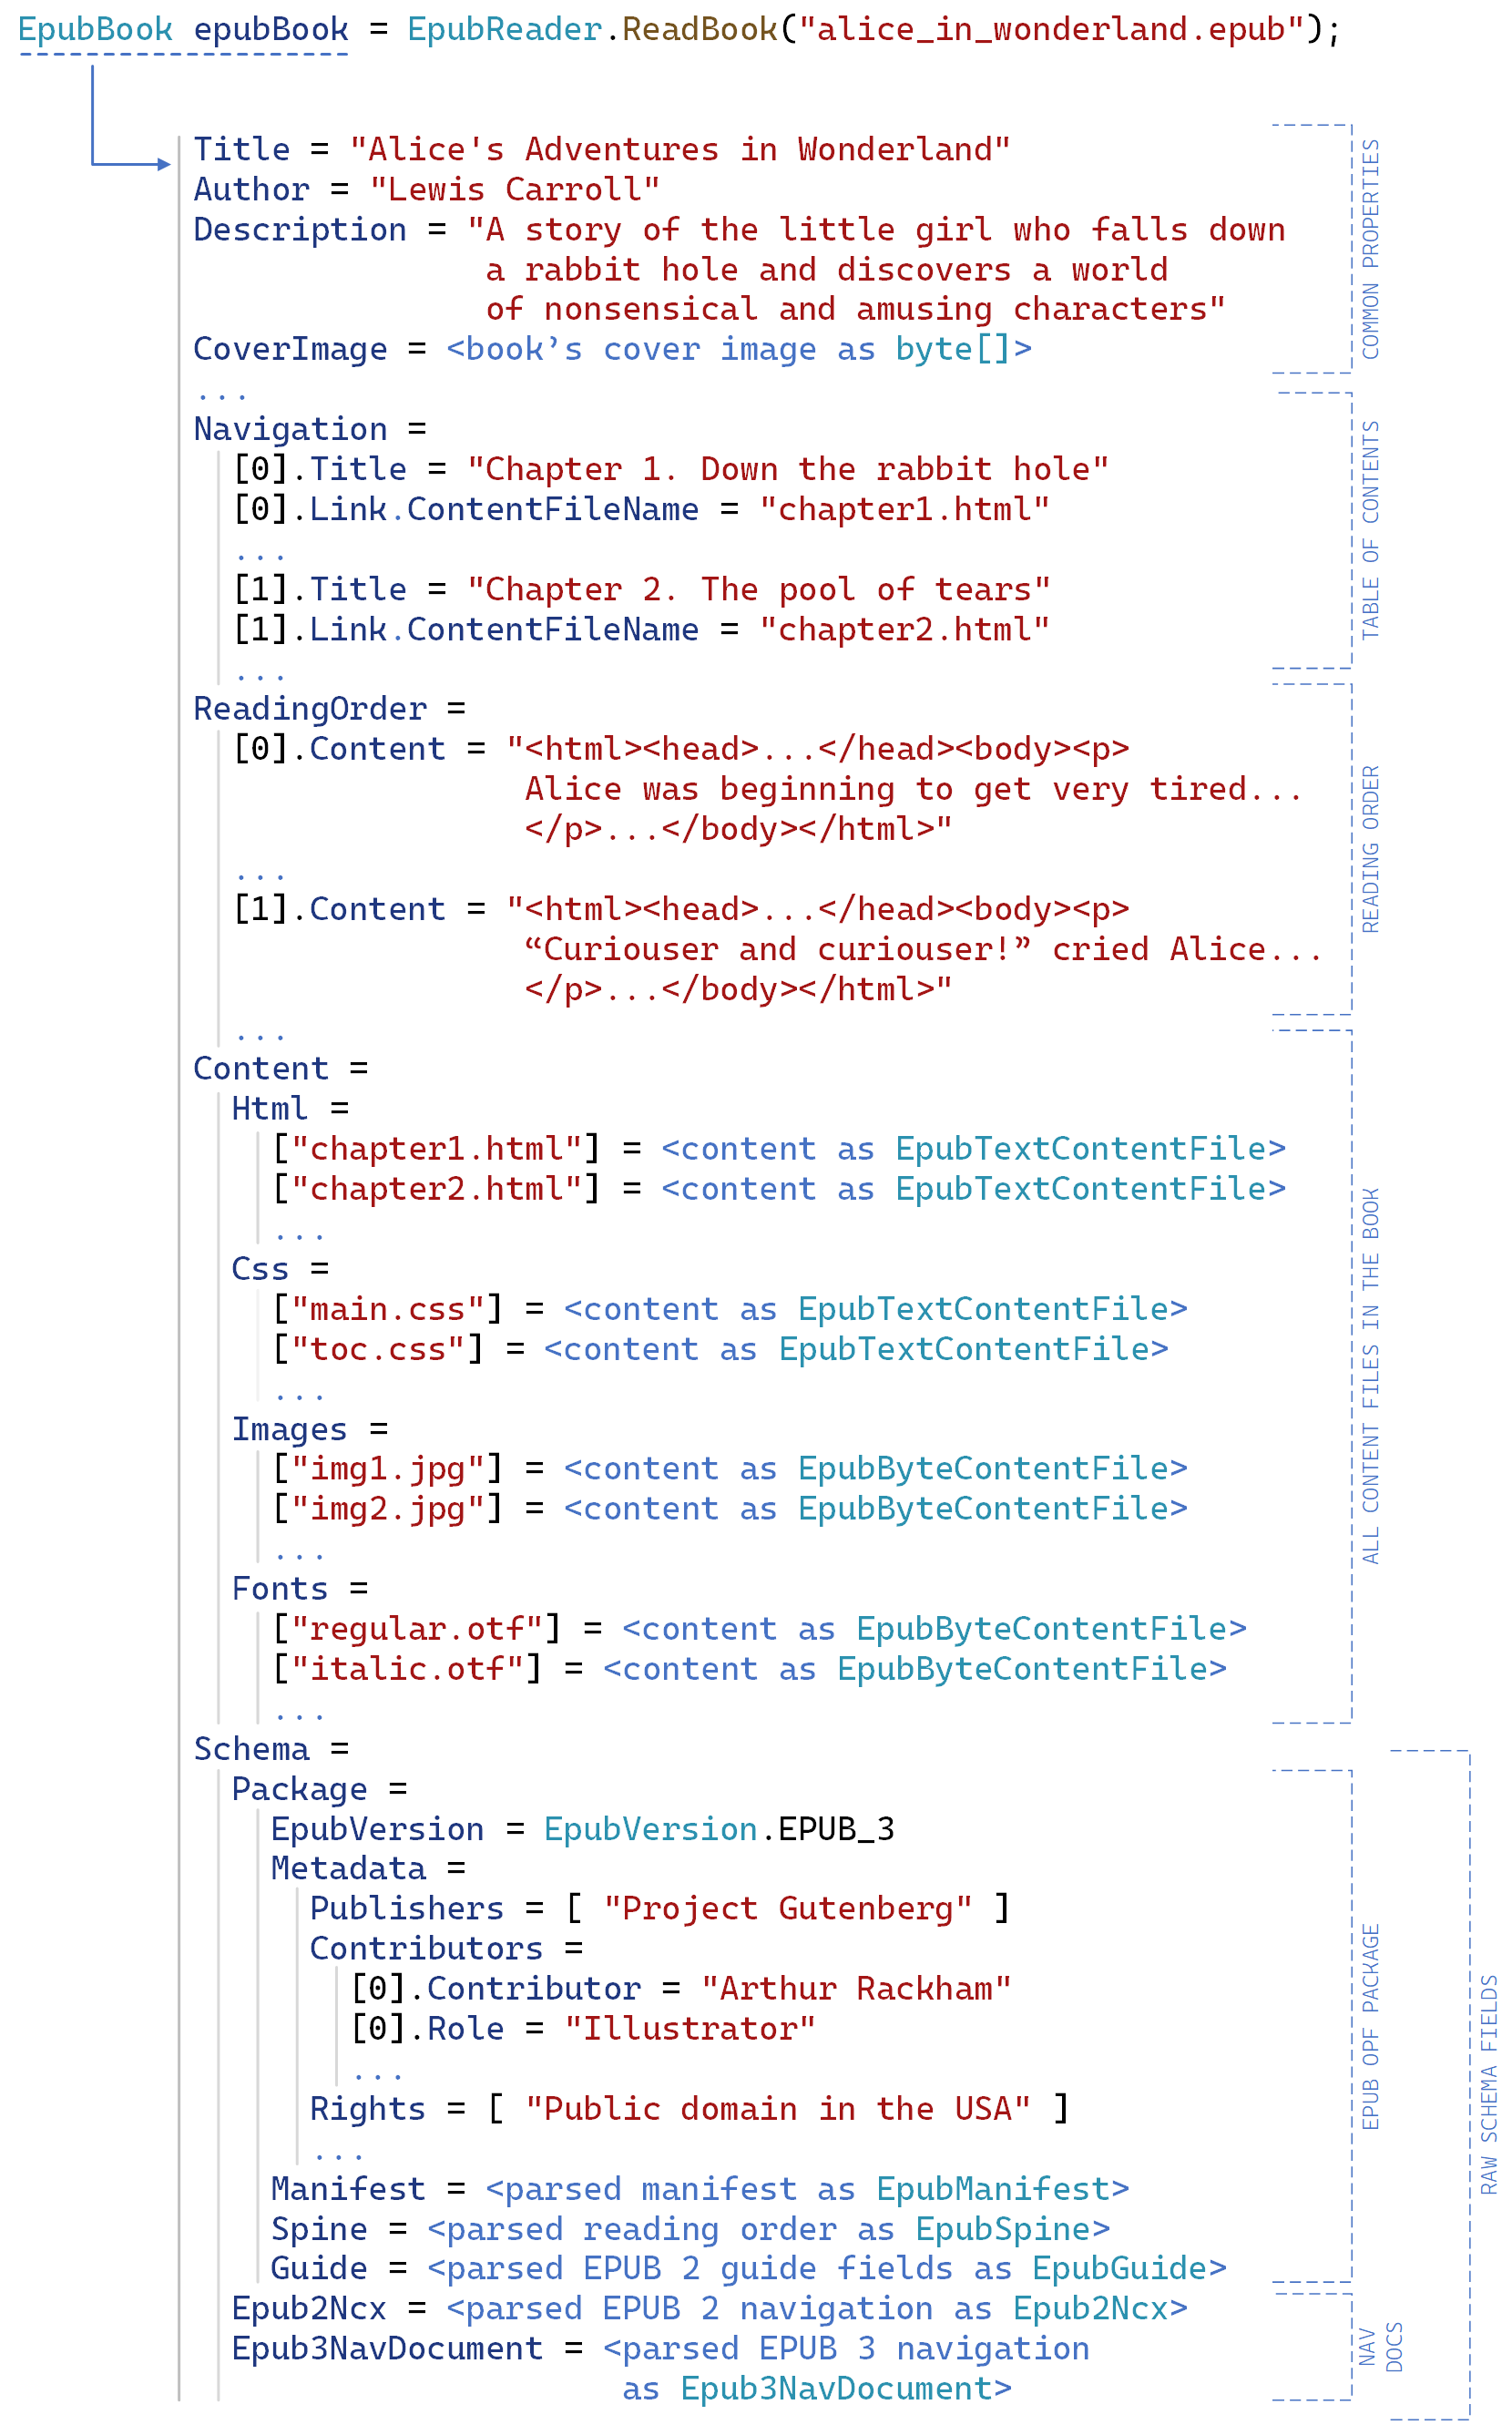 EpubBook epubBook = EpubReader.ReadBook("alice_in_wonderland.epub");
Title = "Alice's Adventures in Wonderland"
Author = "Lewis Carroll"
Description = "A story of the little girl who falls down
a rabbit hole and discovers a world
of nonsensical and amusing characters"
CoverImage = <book’s cover image as byte[]>
...
COMMON PROPERTIES
Navigation =
[0].Title = "Chapter 1. Down the rabbit hole"
[0].Link.ContentFileName = "chapter1.html"
...
[1].Title = "Chapter 2. The pool of tears"
[1].Link.ContentFileName = "chapter2.html"
...
TABLE OF CONTENTS
ReadingOrder =
[0].Content = "<html><head>...</head><body><p>
Alice was beginning to get very tired...
</p>...</body></html>"
...
[1].Content = "<html><head>...</head><body><p>
“Curiouser and curiouser!” cried Alice...
</p>...</body></html>"
...
READING ORDER
Content =
Html =
["chapter1.html"] = <content as EpubTextContentFile>
["chapter2.html"] = <content as EpubTextContentFile>
...
Css =
["main.css"] = <content as EpubTextContentFile>
["toc.css"] = <content as EpubTextContentFile>
...
Images =
["img1.jpg"] = <content as EpubByteContentFile>
["img2.jpg"] = <content as EpubByteContentFile>
...
Fonts =
["regular.otf"] = <content as EpubByteContentFile>
["italic.otf"] = <content as EpubByteContentFile>
...
ALL CONTENT FILES IN THE BOOK
Schema =
Package =
EpubVersion = EpubVersion.EPUB_3
Metadata =
Publishers = [ "Project Gutenberg" ]
Contributors =
[0].Contributor = "Arthur Rackham"
[0].Role = "Illustrator"
...
Rights = [ "Public domain in the USA" ]
...
Manifest = <parsed manifest as EpubManifest>
Spine = <parsed reading order as EpubSpine>
Guide = <parsed EPUB 2 guide fields as EpubGuide>
EPUB OPF PACKAGE
Epub2Ncx = <parsed EPUB 2 navigation as Epub2Ncx>
Epub3NavDocument = <parsed EPUB 3 navigation
as Epub3NavDocument>
NAV
DOCS
RAW SCHEMA FIELDS